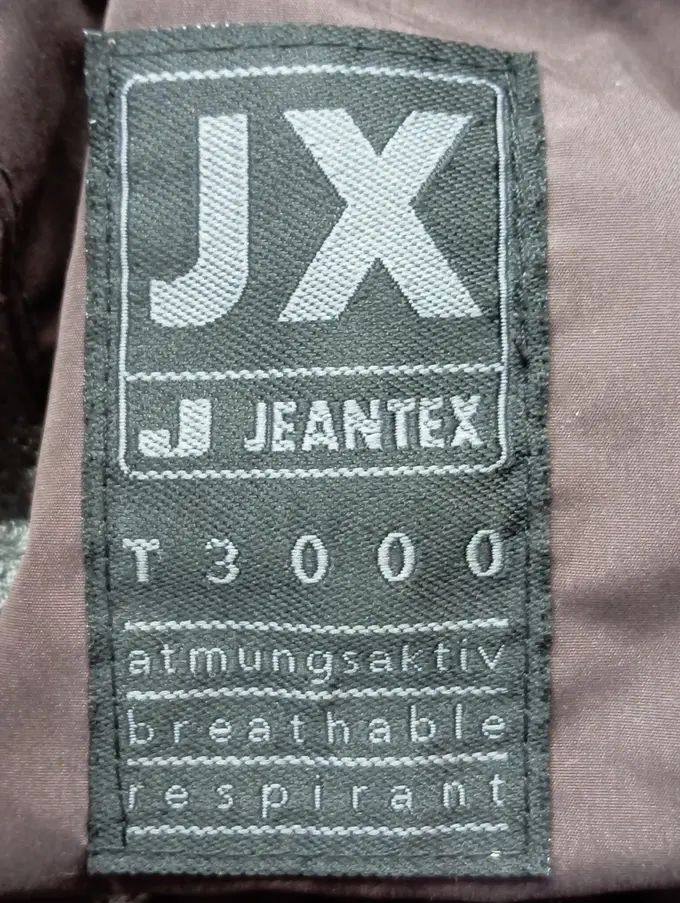 JX
J JEANTEX
T3000
atmungsaktiv
breathable
respirant